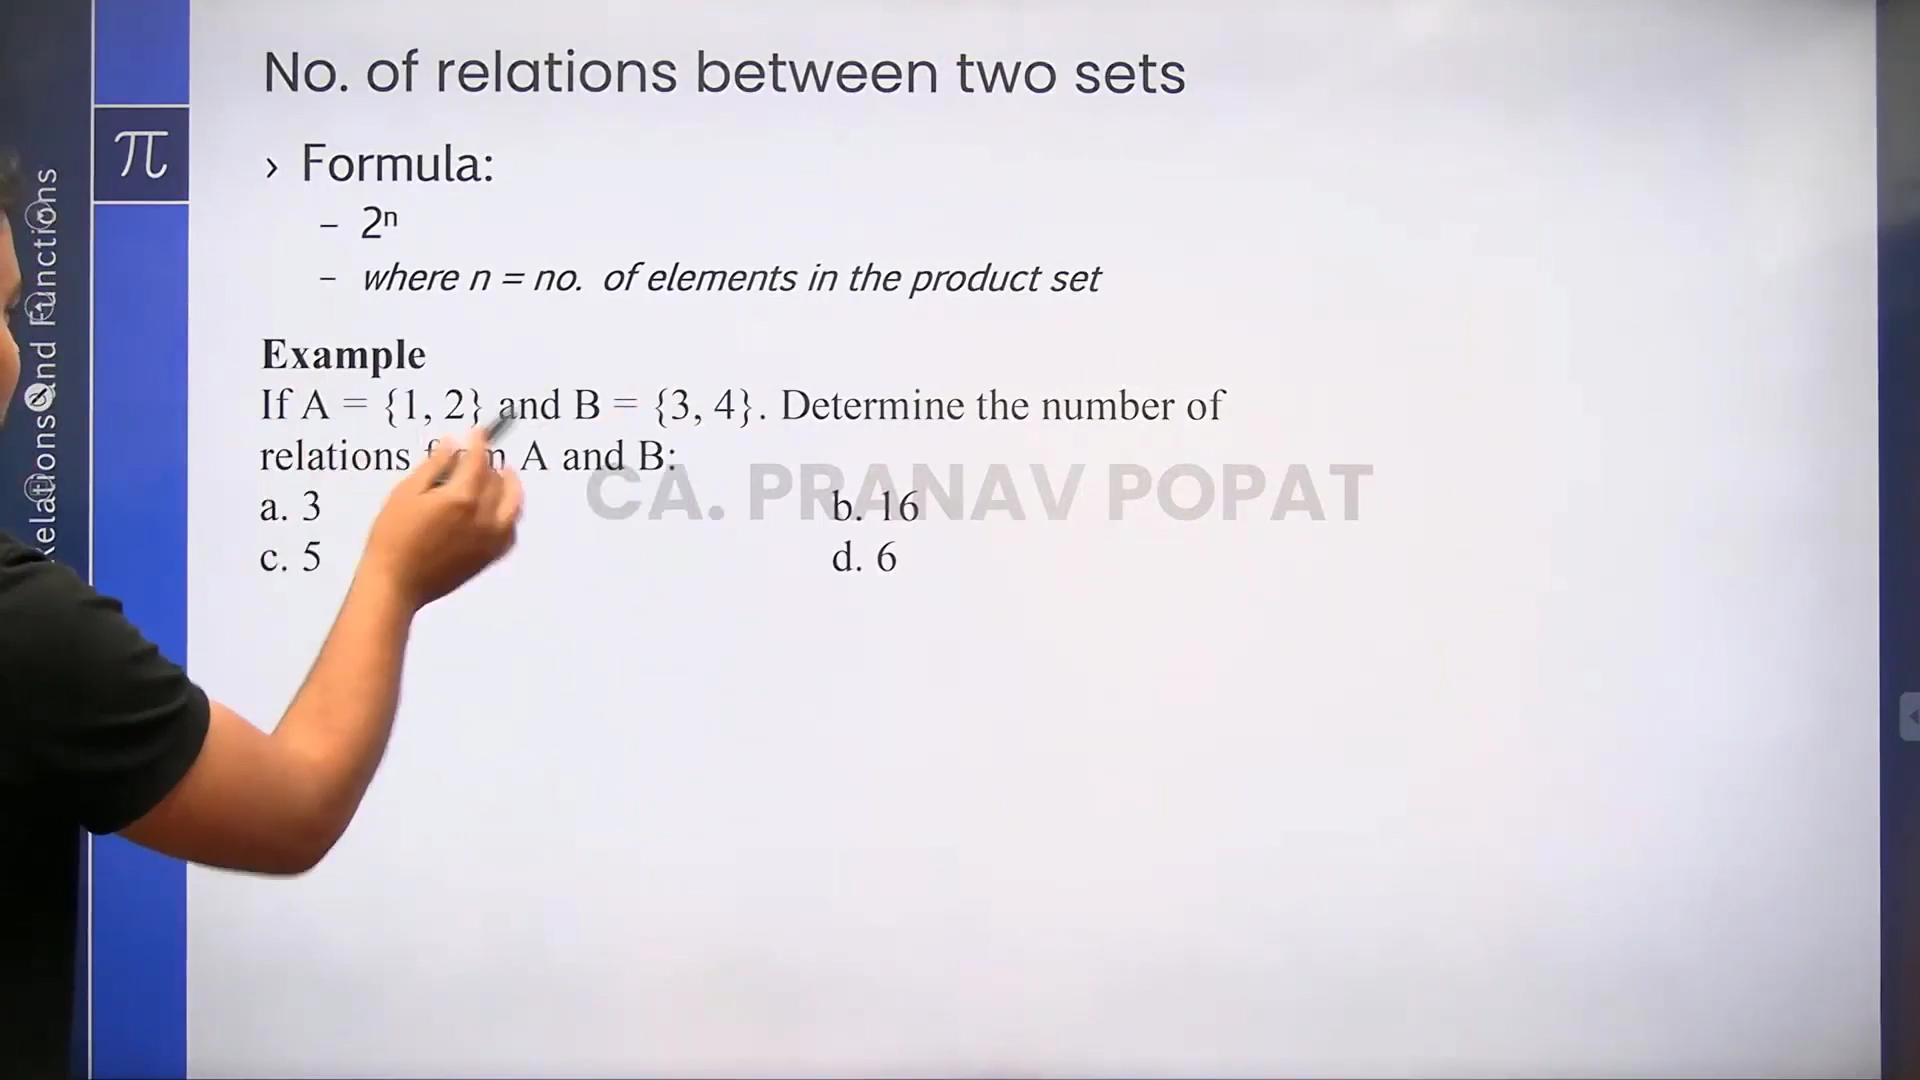 No. of relations between two sets
π
› Formula:
– 2ⁿ
– where n = no. of elements in the product set
Relations and Functions
Example
If A = {1, 2} and B = {3, 4}. Determine the number of
relations from A and B:
CA. PRANAV POPAT
a. 3 b. 16
c. 5 d. 6